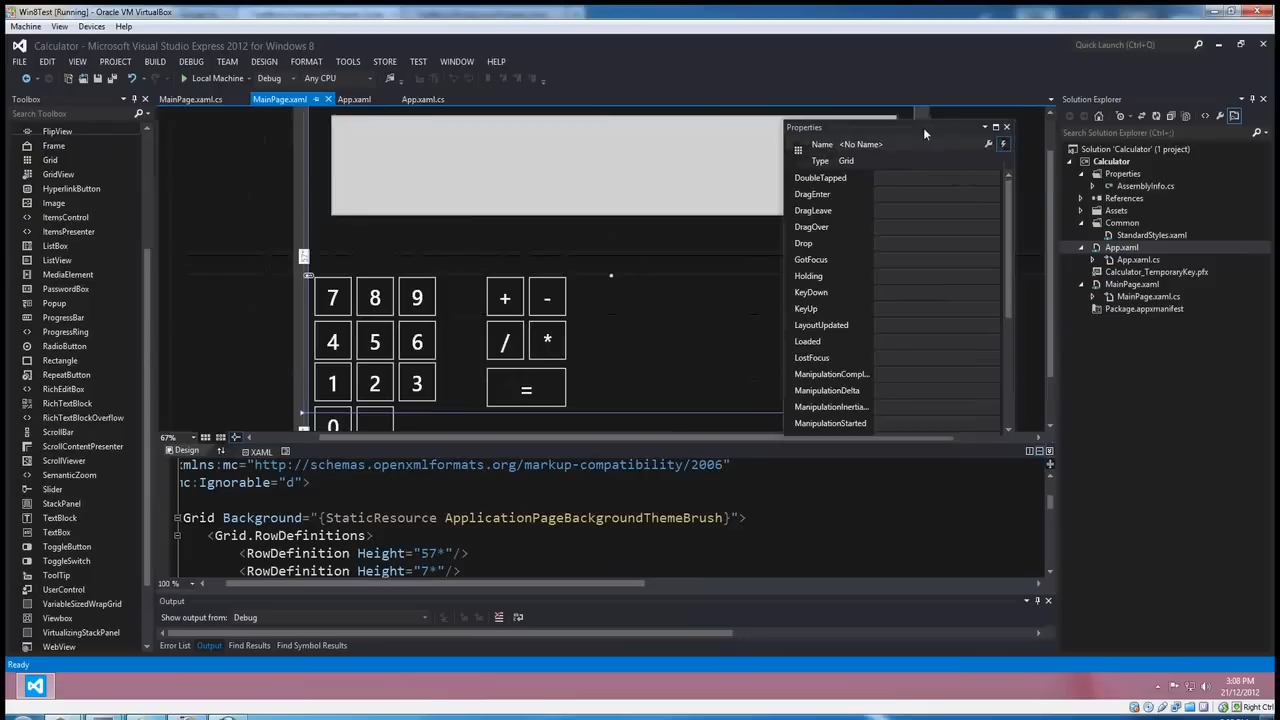 Win8Test [Running] - Oracle VM VirtualBox
Machine View Devices Help
Calculator - Microsoft Visual Studio Express 2012 for Windows 8
Quick Launch (Ctrl+Q)
FILE EDIT VIEW PROJECT BUILD DEBUG TEAM DESIGN FORMAT TOOLS STORE TEST WINDOW HELP
Local Machine Debug Any CPU
Toolbox
Search Toolbox
FlipView
Frame
Grid
GridView
HyperlinkButton
Image
ItemsControl
ItemsPresenter
ListBox
ListView
MediaElement
PasswordBox
Popup
ProgressBar
ProgressRing
RadioButton
Rectangle
RepeatButton
RichEditBox
RichTextBlock
RichTextBlockOverflow
ScrollBar
ScrollContentPresenter
ScrollViewer
SemanticZoom
Slider
StackPanel
TextBlock
TextBox
ToggleButton
ToggleSwitch
ToolTip
UserControl
VariableSizedWrapGrid
Viewbox
VirtualizingStackPanel
WebView
MainPage.xaml.cs MainPage.xaml App.xaml App.xaml.cs
7 8 9 + -
4 5 6 / *
1 2 3 =
0
Properties
Name <No Name>
Type Grid
DoubleTapped
DragEnter
DragLeave
DragOver
Drop
GotFocus
Holding
KeyDown
KeyUp
LayoutUpdated
Loaded
LostFocus
ManipulationCompl...
ManipulationDelta
ManipulationInertia...
ManipulationStarted
67%
Design XAML
:mlns:mc="http://schemas.openxmlformats.org/markup-compatibility/2006"
nc:Ignorable="d">
Grid Background="{StaticResource ApplicationPageBackgroundThemeBrush}">
<Grid.RowDefinitions>
<RowDefinition Height="57*"/>
<RowDefinition Height="7*"/>
100 %
Output
Show output from: Debug
Error List Output Find Results Find Symbol Results
Solution Explorer
Search Solution Explorer (Ctrl+;)
Solution 'Calculator' (1 project)
Calculator
Properties
AssemblyInfo.cs
References
Assets
Common
StandardStyles.xaml
App.xaml
App.xaml.cs
Calculator_TemporaryKey.pfx
MainPage.xaml
MainPage.xaml.cs
Package.appxmanifest
Ready
3:08 PM
21/12/2012
Right Ctrl